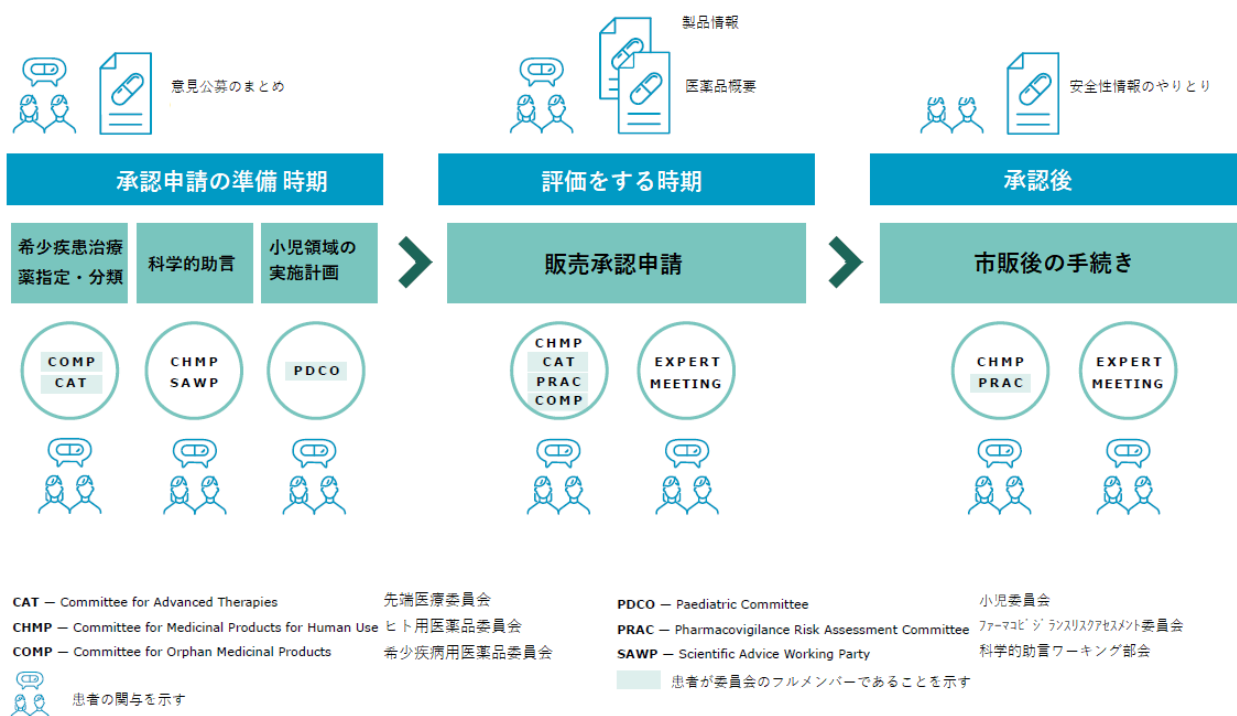 製品情報
意見公募のまとめ
医薬品概要
安全性情報のやりとり
承認申請の準備 時期
評価をする時期
承認後
希少疾患治療
薬指定・分類
科学的助言
小児領域の
実施計画
販売承認申請
市販後の手続き
COMP
CAT
CHMP
SAWP
PDCO
CHMP
CAT
PRAC
COMP
EXPERT
MEETING
CHMP
PRAC
EXPERT
MEETING
CAT — Committee for Advanced Therapies 先端医療委員会
CHMP — Committee for Medicinal Products for Human Use ヒト用医薬品委員会
COMP — Committee for Orphan Medicinal Products 希少疾病用医薬品委員会
患者の関与を示す
PDCO — Paediatric Committee 小児委員会
PRAC — Pharmacovigilance Risk Assessment Committee ﾌｧｰﾏｺﾋﾞｼﾞﾗﾝｽﾘｽｸｱｾｽﾒﾝﾄ委員会
SAWP — Scientific Advice Working Party 科学的助言ワーキング部会
患者が委員会のフルメンバーであることを示す